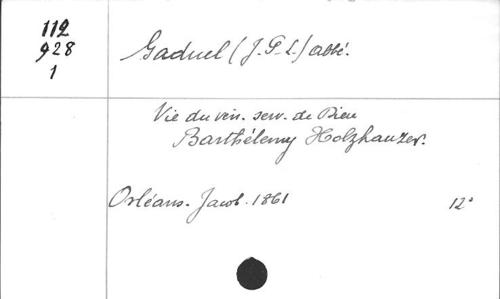 112
928
1
Gaduel (J. P. L.) abbé.
Vie du vén. serv. de Dieu
Barthélemy Holzhauzer.
Orléans. Jacob. 1861
12°